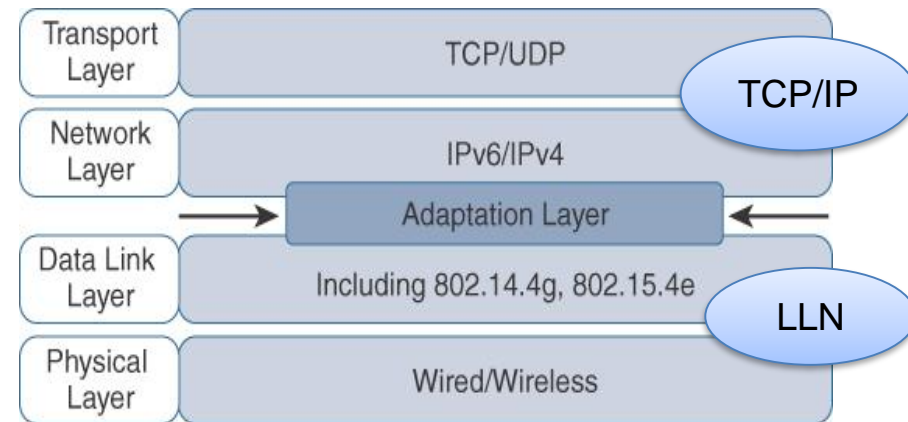 Transport
Layer
TCP/UDP
TCP/IP
Network
Layer
IPv6/IPv4
Adaptation Layer
Data Link
Layer
Including 802.14.4g, 802.15.4e
LLN
Physical
Layer
Wired/Wireless